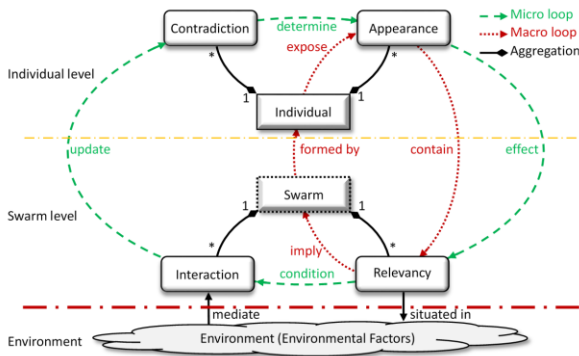 Micro loop
Macro loop
Aggregation
Contradiction
determine
Appearance
expose
*
*
Individual level
1
Individual
1
update
formed by
contain
effect
Swarm level
1
Swarm
1
*
imply
*
Interaction
condition
Relevancy
mediate
situated in
Environment
Environment (Environmental Factors)